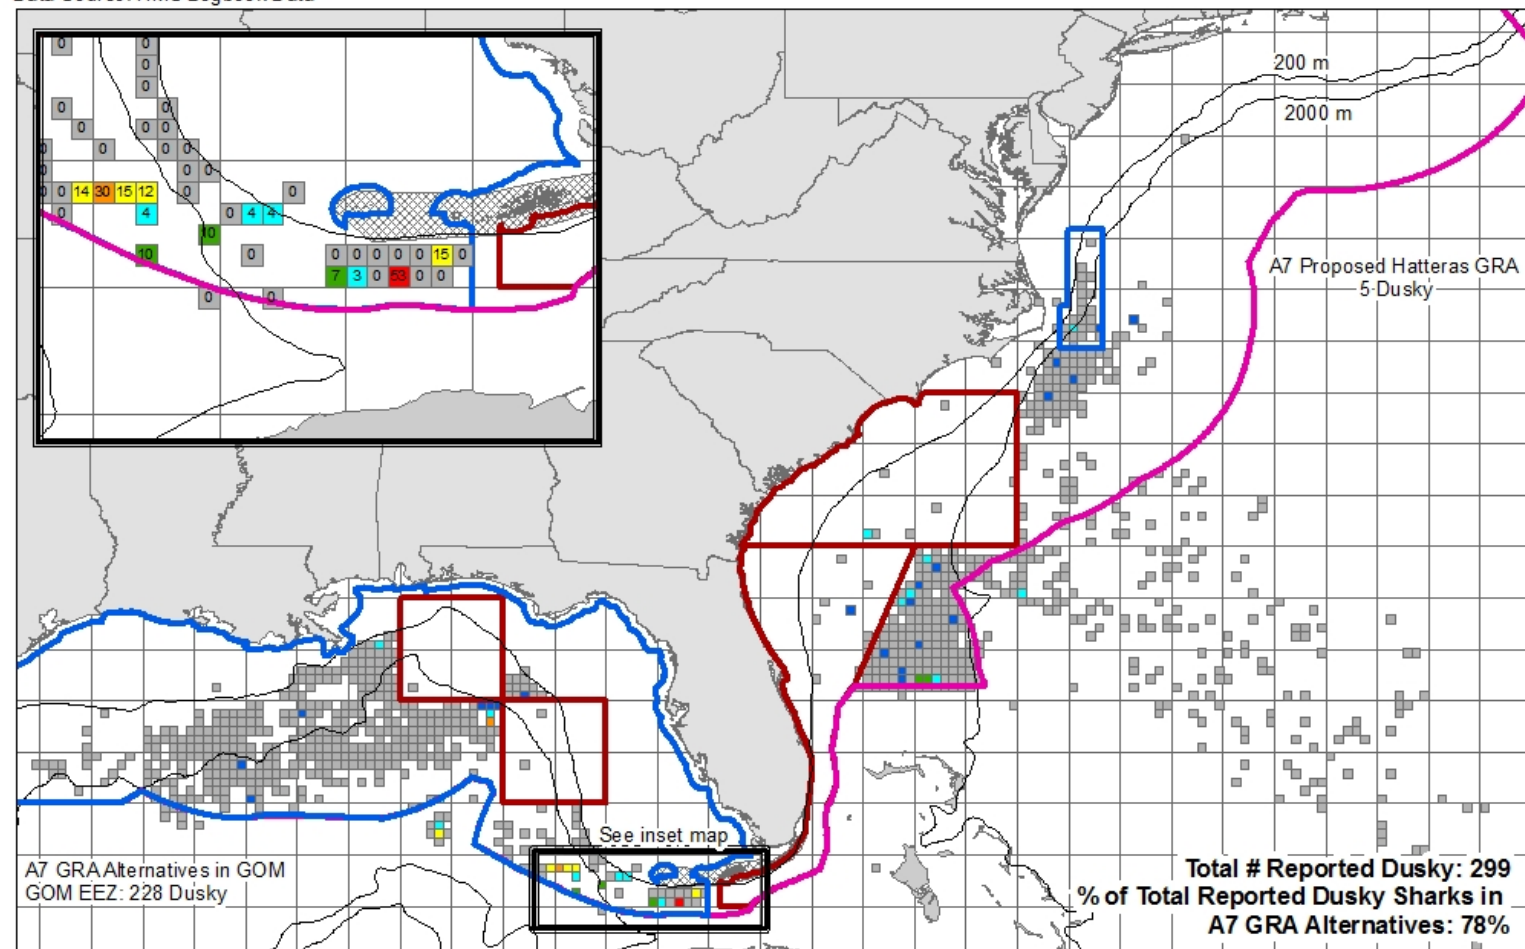 0 0
0
0
0 0
0 0 0
0 0 0 0
0 0 0
0 0 14 30 15 12 0 0
0 4 0 4 4
10
10 0 0 0 0 0 0 15 0
7 3 0 53 0 0
0 0
200 m
2000 m
A7 Proposed Hatteras GRA
5 Dusky
See inset map
A7 GRA Alternatives in GOM
GOM EEZ: 228 Dusky
Total # Reported Dusky: 299
% of Total Reported Dusky Sharks in
A7 GRA Alternatives: 78%